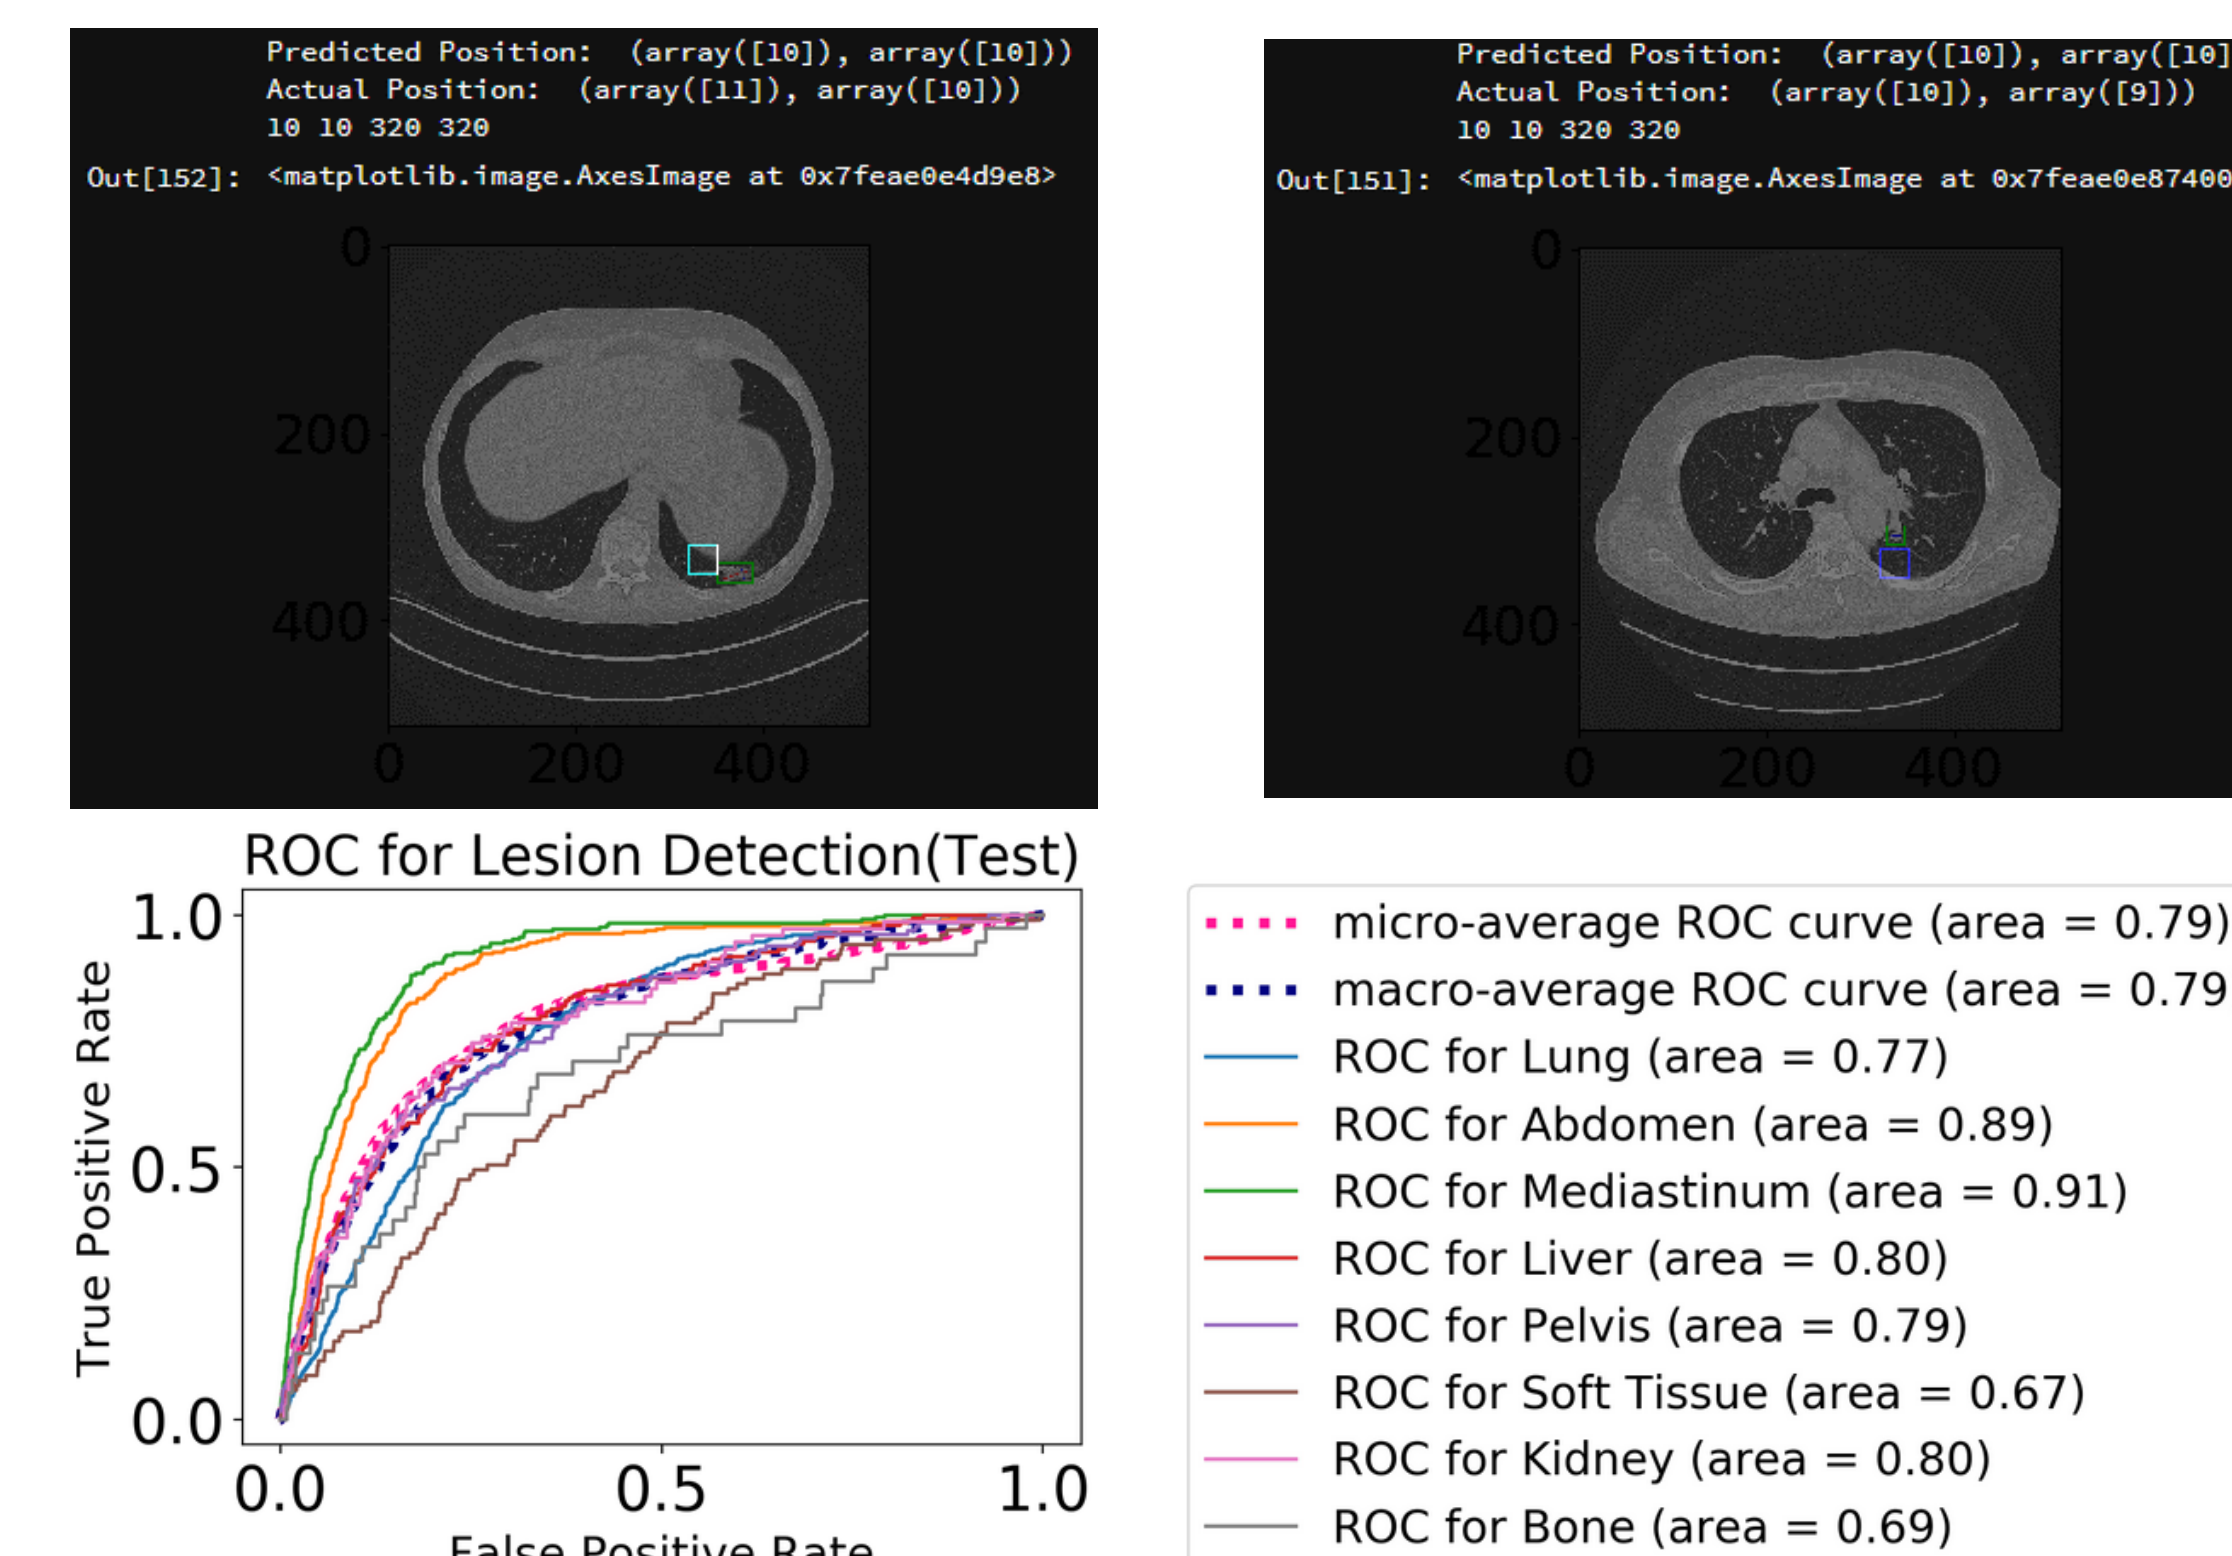 Predicted Position:  (array([10]), array([10]))
Actual Position:  (array([11]), array([10]))
10 10 320 320
Out[152]: <matplotlib.image.AxesImage at 0x7feae0e4d9e8>
0
200
400
0 200 400
Predicted Position:  (array([10]), array([10]
Actual Position:  (array([10]), array([9]))
10 10 320 320
Out[151]: <matplotlib.image.AxesImage at 0x7feae0e87400
0
200
400
0 200 400
ROC for Lesion Detection(Test)
True Positive Rate
1.0
0.5
0.0
0.0 0.5 1.0
False Positive Rate
micro-average ROC curve (area = 0.79)
macro-average ROC curve (area = 0.79
ROC for Lung (area = 0.77)
ROC for Abdomen (area = 0.89)
ROC for Mediastinum (area = 0.91)
ROC for Liver (area = 0.80)
ROC for Pelvis (area = 0.79)
ROC for Soft Tissue (area = 0.67)
ROC for Kidney (area = 0.80)
ROC for Bone (area = 0.69)